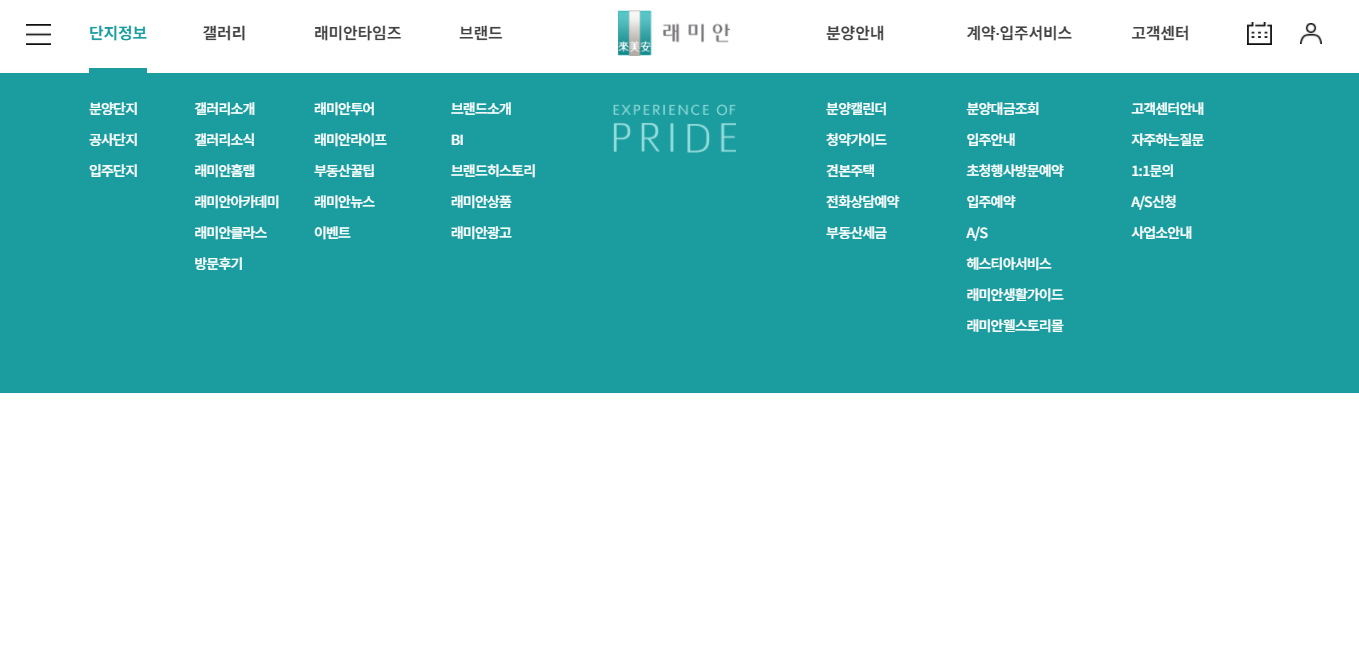 단지정보 갤러리 래미안타임즈 브랜드 來美安 래미안 분양안내 계약·입주서비스 고객센터
분양단지 갤러리소개 래미안투어 브랜드소개 EXPERIENCE OF 분양캘린더 분양대금조회 고객센터안내
공사단지 갤러리소식 래미안라이프 BI PRIDE 청약가이드 입주안내 자주하는질문
입주단지 래미안홈랩 부동산꿀팁 브랜드히스토리 견본주택 초청행사방문예약 1:1문의
래미안아카데미 래미안뉴스 래미안상품 전화상담예약 입주예약 A/S신청
래미안클라스 이벤트 래미안광고 부동산세금 A/S 사업소안내
방문후기 헤스티아서비스
래미안생활가이드
래미안웰스토리몰